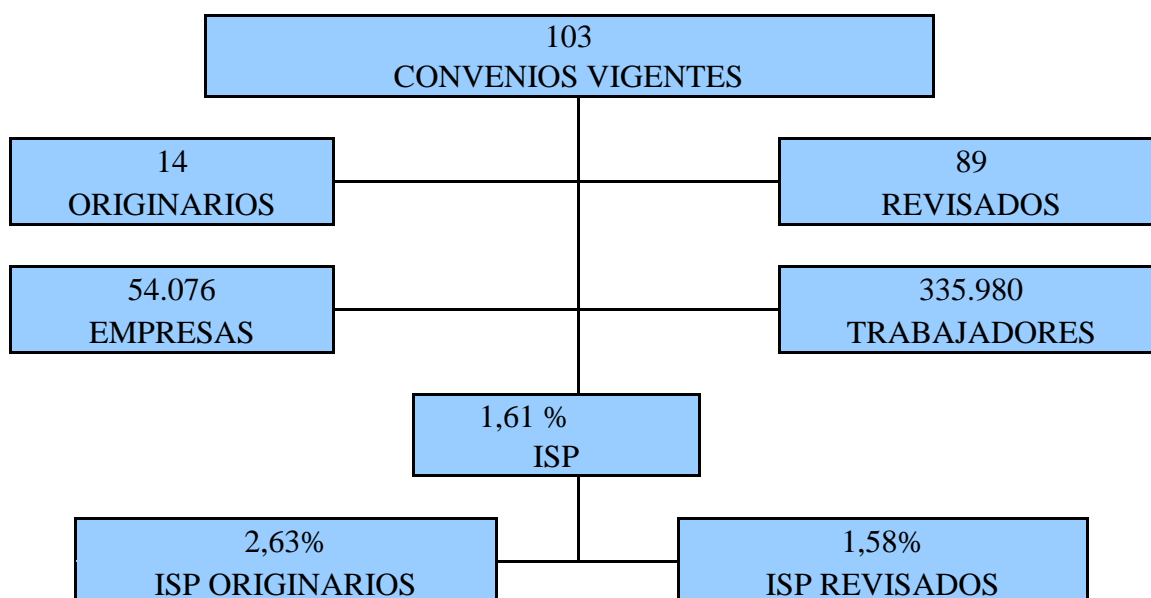 103
CONVENIOS VIGENTES
14
ORIGINARIOS
89
REVISADOS
54.076
EMPRESAS
335.980
TRABAJADORES
1,61 %
ISP
2,63%
ISP ORIGINARIOS
1,58%
ISP REVISADOS